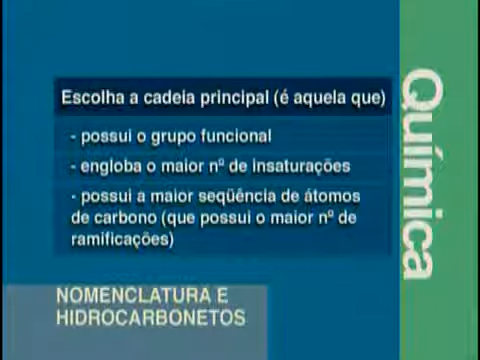 Escolha a cadeia principal (é aquela que)
- possui o grupo funcional
- engloba o maior nº de insaturações
- possui a maior seqüência de átomos
de carbono (que possui o maior nº de
ramificações)
NOMENCLATURA E
HIDROCARBONETOS
Química